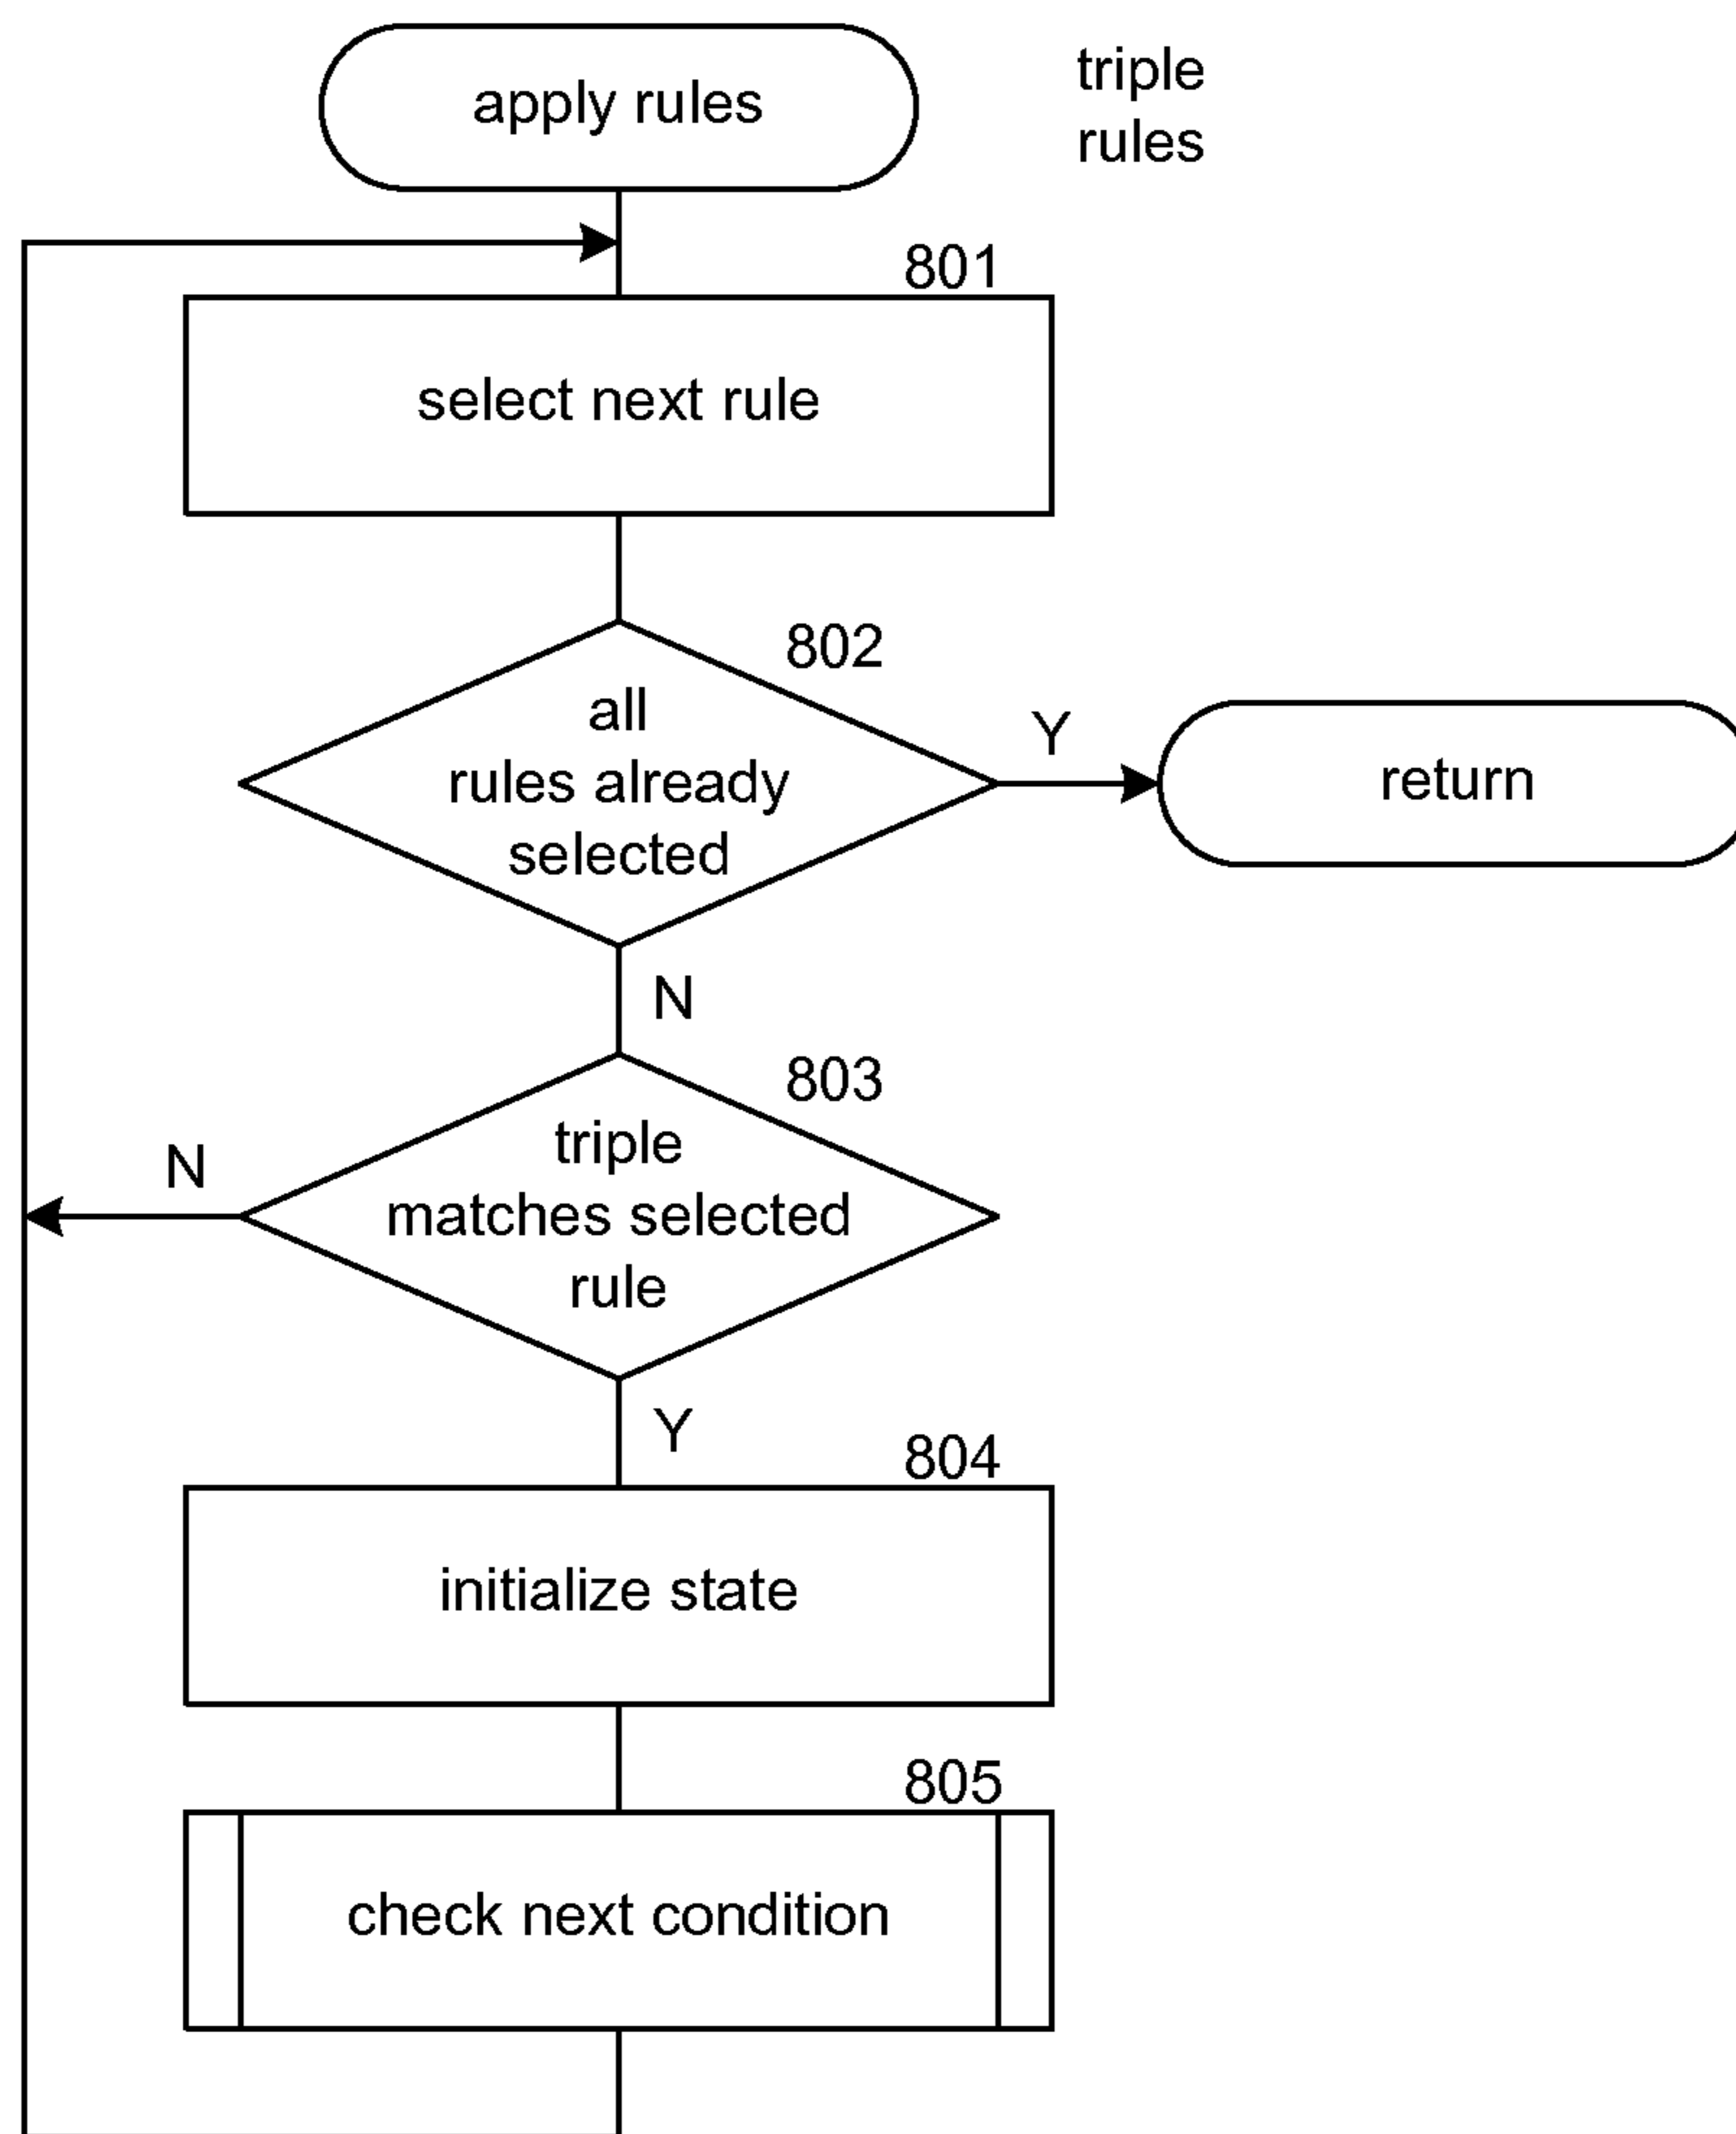 apply rules
triple
rules
801
select next rule
802
all
rules already
selected
Y
return
N
803
triple
matches selected
rule
N
Y
804
initialize state
805
check next condition